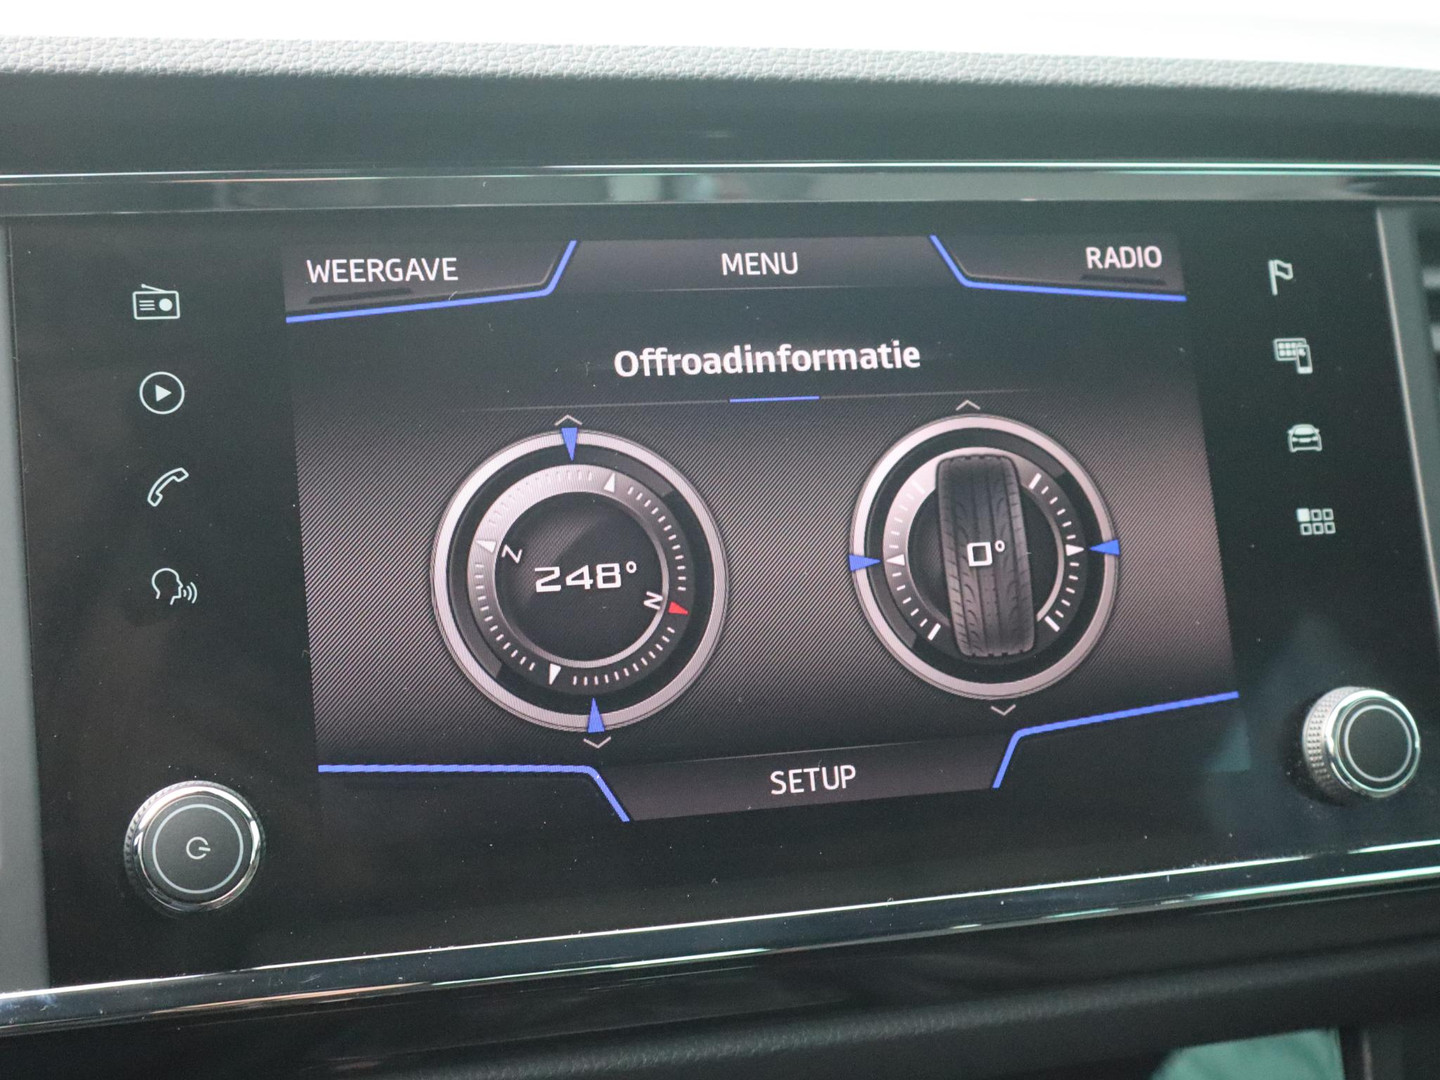 WEERGAVE
MENU
RADIO
Offroadinformatie
Z
248°
N
0°
SETUP